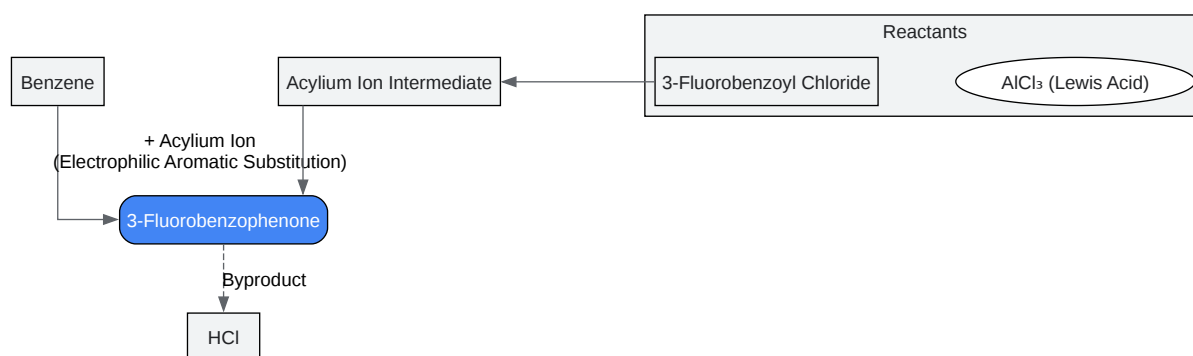 Reactants
Benzene
Acylium Ion Intermediate
3-Fluorobenzoyl Chloride
AlCl₃ (Lewis Acid)
+ Acylium Ion
(Electrophilic Aromatic Substitution)
3-Fluorobenzophenone
Byproduct
HCl